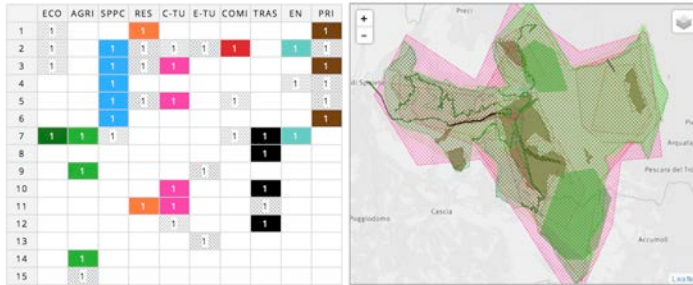 ECO AGRI SPPC RES C-TU E-TU COMI TRAS EN PRI
1 1 1 1
2 1 1 1 1 1 1 1 1
3 1 1 1 1 1
4 1 1 1
5 1 1 1 1 1
6 1 1
7 1 1 1 1 1 1
8 1
9 1 1
10 1 1
11 1 1 1
12 1 1
13 1
14 1
15 1
+
−
Preci
Arquata
Pescara del
Cascia
Accumoli